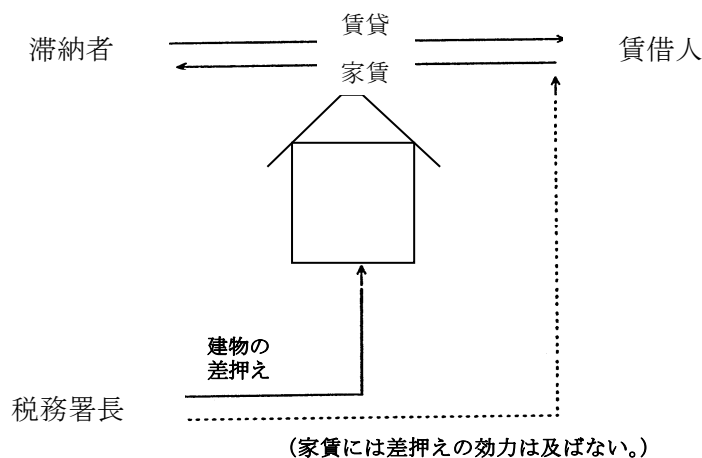 滞納者
賃貸
賃借人
家賃
建物の
差押え
税務署長
（家賃には差押えの効力は及ばない。）